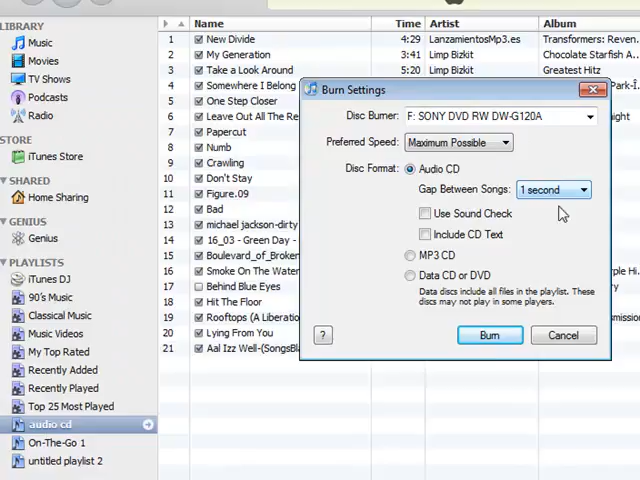 LIBRARY
Music
Movies
TV Shows
Podcasts
Radio
STORE
iTunes Store
SHARED
Home Sharing
GENIUS
Genius
PLAYLISTS
iTunes DJ
90's Music
Classical Music
Music Videos
My Top Rated
Recently Added
Recently Played
Top 25 Most Played
audio cd
On-The-Go 1
untitled playlist 2
Name Time Artist Album
1 New Divide 4:29 LanzamientosMp3.es Transformers: Reven..
2 My Generation 3:41 Limp Bizkit Chocolate Starfish A...
3 Take a Look Around 5:20 Limp Bizkit Greatest Hitz
4 Somewhere I Belong
5 One Step Closer
6 Leave Out All The Re
7 Papercut
8 Numb
9 Crawling
10 Don't Stay
11 Figure.09
12 Bad
13 michael jackson-dirty
14 16_03 - Green Day -
15 Boulevard_of_Broken
16 Smoke On The Water
17 Behind Blue Eyes
18 Hit The Floor
19 Rooftops (A Liberatio
20 Lying From You
21 Aal Izz Well-(SongsBl
Burn Settings
Disc Burner: F: SONY DVD RW DW-G120A
Preferred Speed: Maximum Possible
Disc Format: Audio CD
Gap Between Songs: 1 second
Use Sound Check
Include CD Text
MP3 CD
Data CD or DVD
Data discs include all files in the playlist. These
discs may not play in some players.
? Burn Cancel